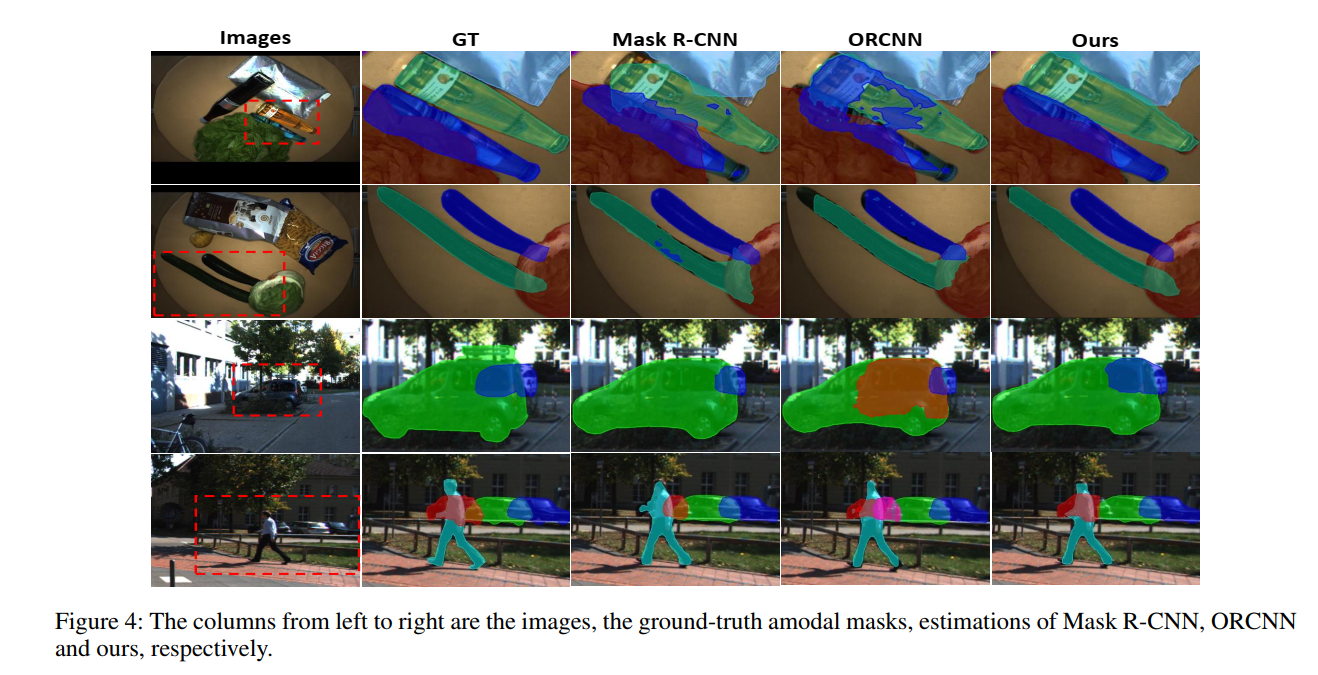 Images GT Mask R-CNN ORCNN Ours
Figure 4: The columns from left to right are the images, the ground-truth amodal masks, estimations of Mask R-CNN, ORCNN
and ours, respectively.